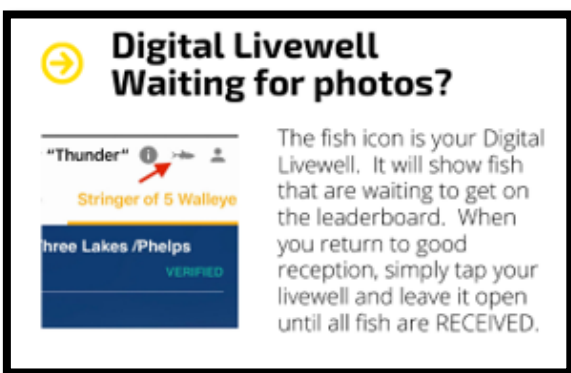 Digital Livewell
Waiting for photos?
"Thunder"
Stringer of 5 Walleye
hree Lakes /Phelps
VERIFIED
The fish icon is your Digital
Livewell. It will show fish
that are waiting to get on
the leaderboard. When
you return to good
reception, simply tap your
livewell and leave it open
until all fish are RECEIVED.